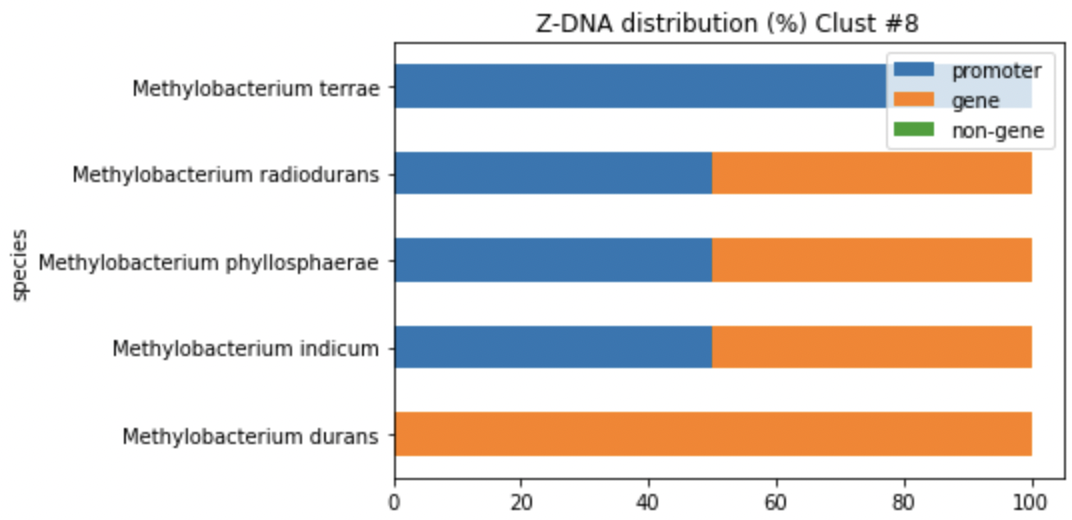 Z-DNA distribution (%) Clust #8
promoter
gene
non-gene
species
Methylobacterium terrae
Methylobacterium radiodurans
Methylobacterium phyllosphaerae
Methylobacterium indicum
Methylobacterium durans
0 20 40 60 80 100